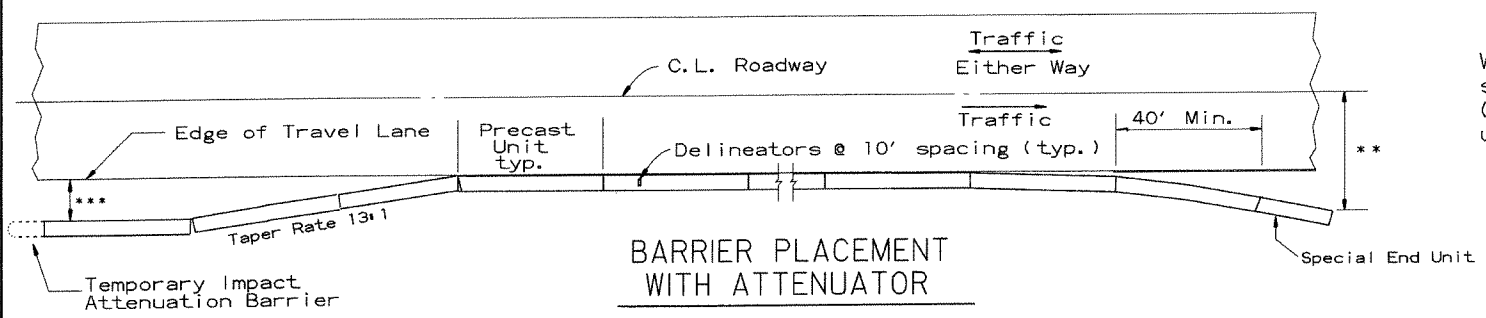 Traffic
Either Way
C.L. Roadway
Edge of Travel Lane
Precast
Unit
typ.
Traffic
40' Min.
Delineators @ 10' spacing (typ.)
**
***
Taper Rate 13:1
BARRIER PLACEMENT
WITH ATTENUATOR
Special End Unit
Temporary Impact
Attenuation Barrier